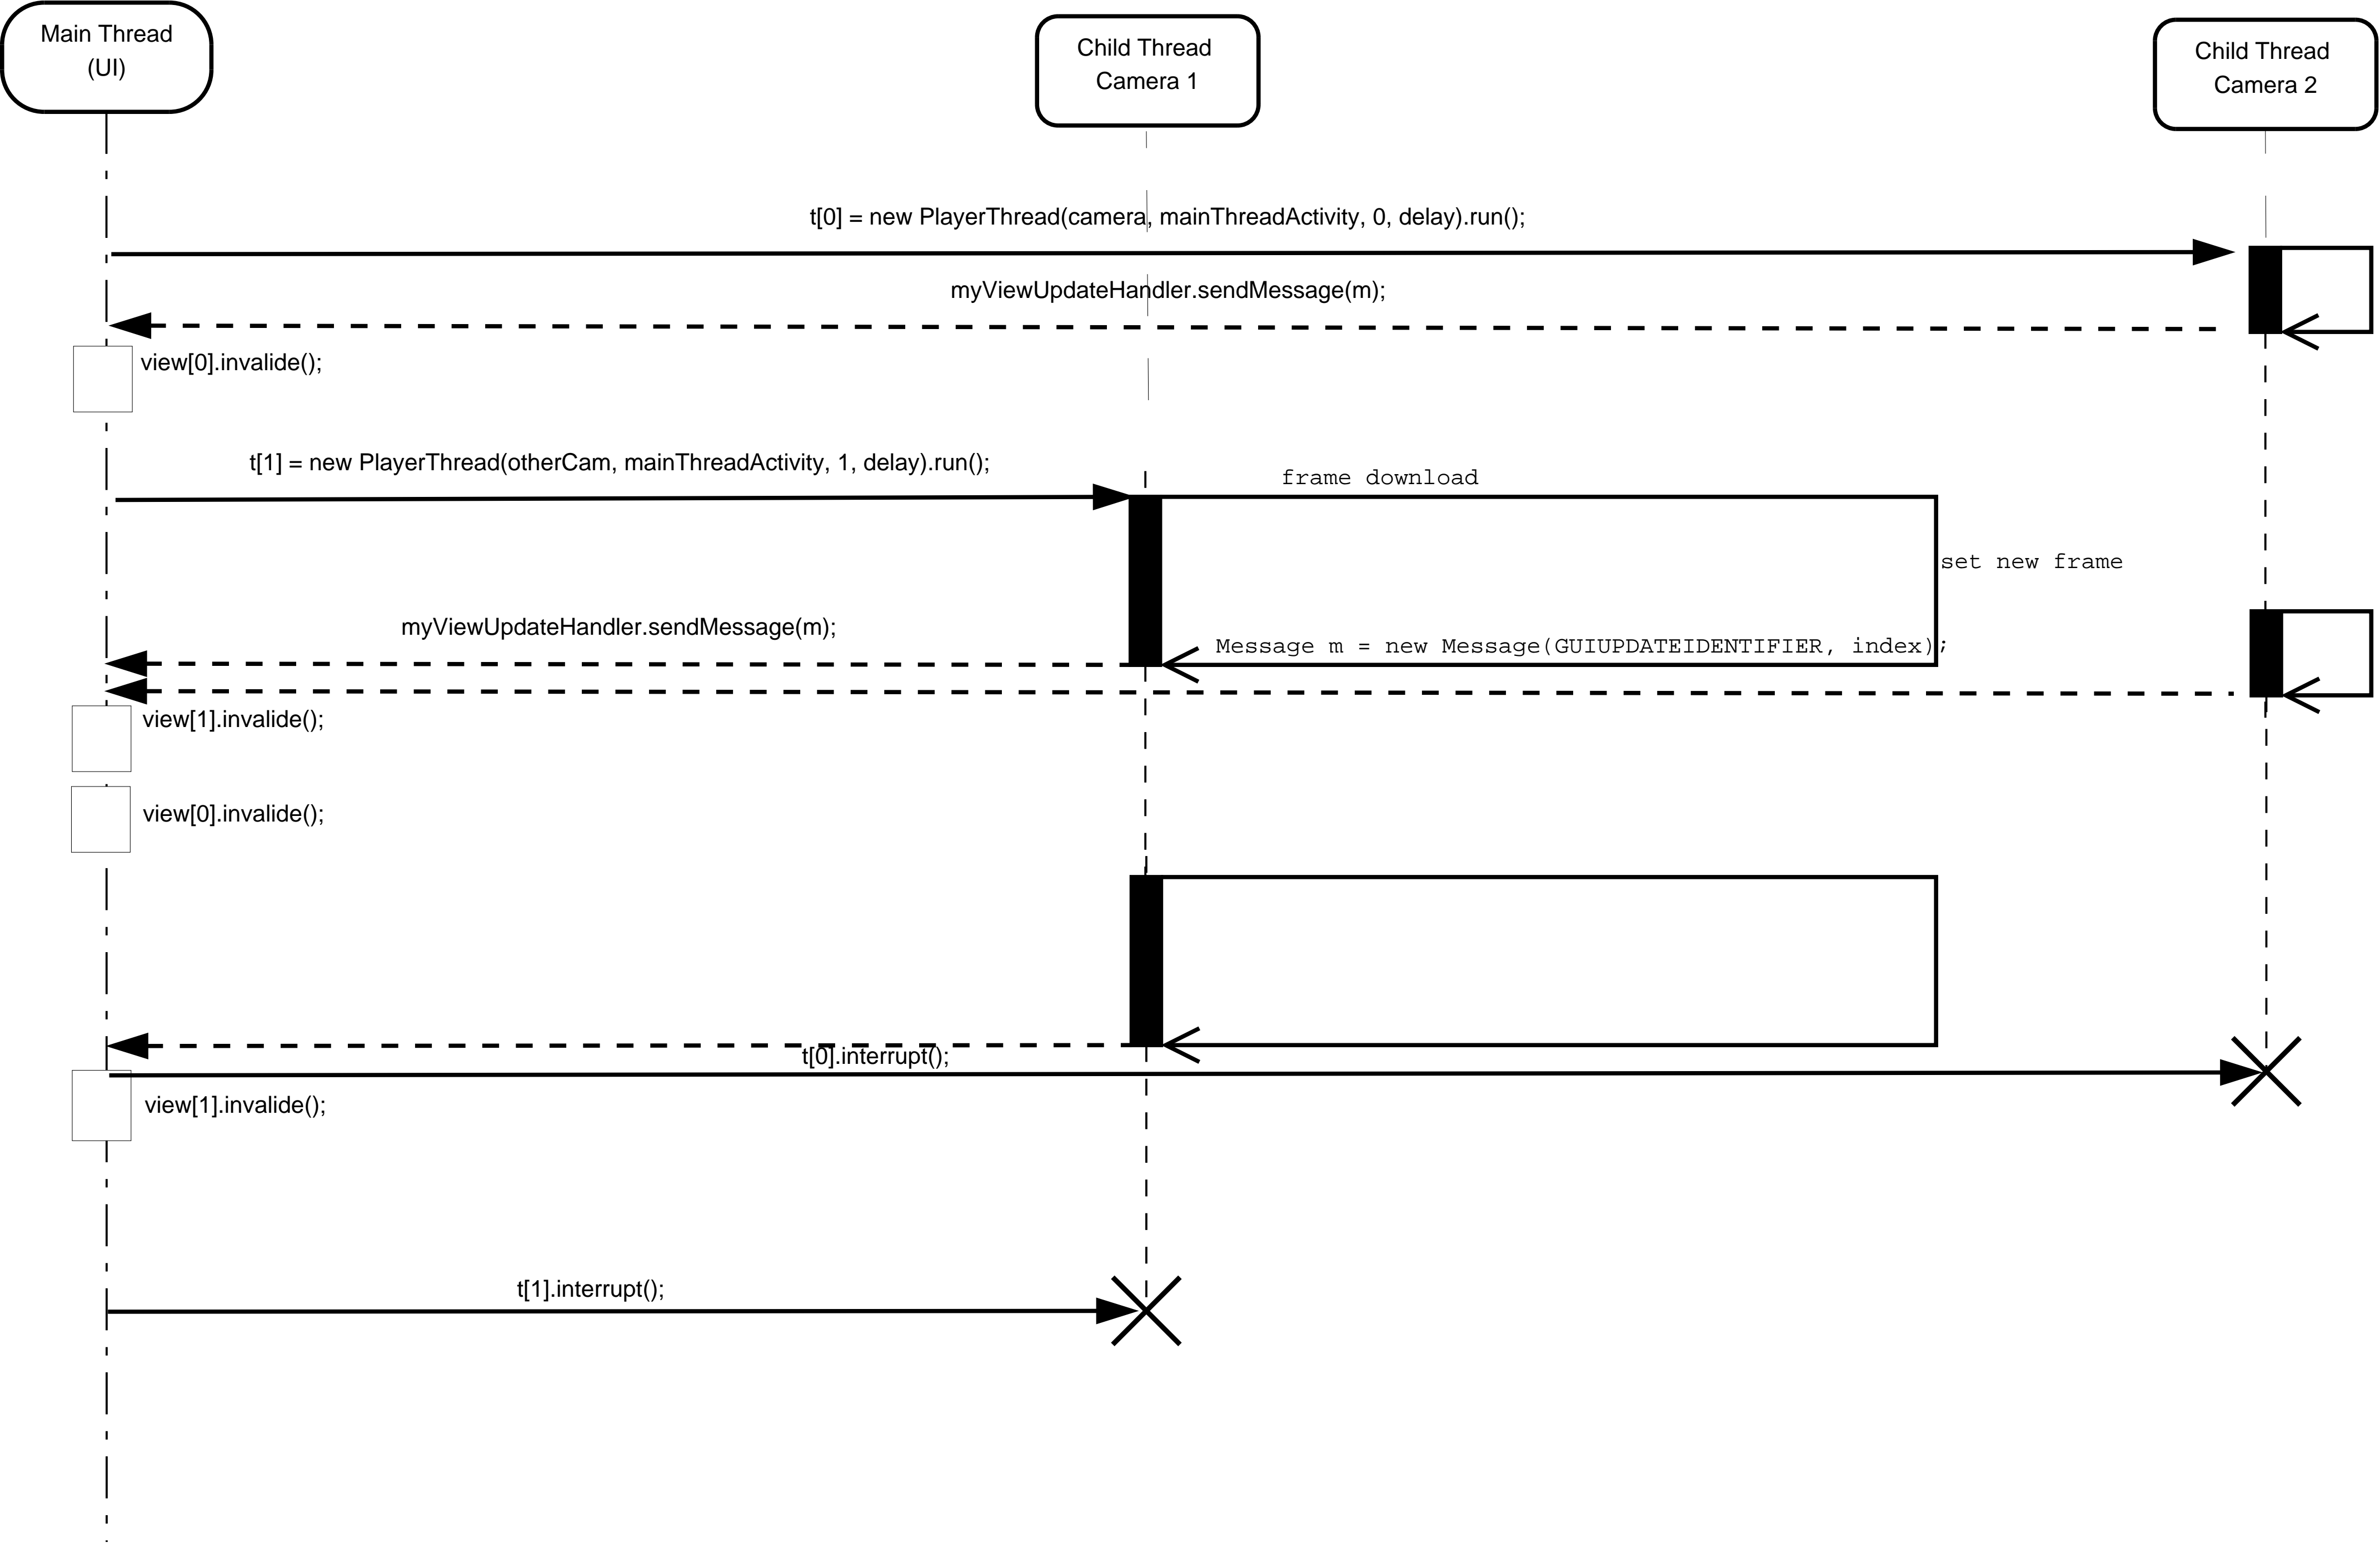 Main Thread
(UI)
Child Thread
Camera 1
Child Thread
Camera 2
t[0] = new PlayerThread(camera, mainThreadActivity, 0, delay).run();
myViewUpdateHandler.sendMessage(m);
view[0].invalide();
t[1] = new PlayerThread(otherCam, mainThreadActivity, 1, delay).run();
frame download
set new frame
myViewUpdateHandler.sendMessage(m);
Message m = new Message(GUIUPDATEIDENTIFIER, index);
view[1].invalide();
view[0].invalide();
t[0].interrupt();
view[1].invalide();
t[1].interrupt();